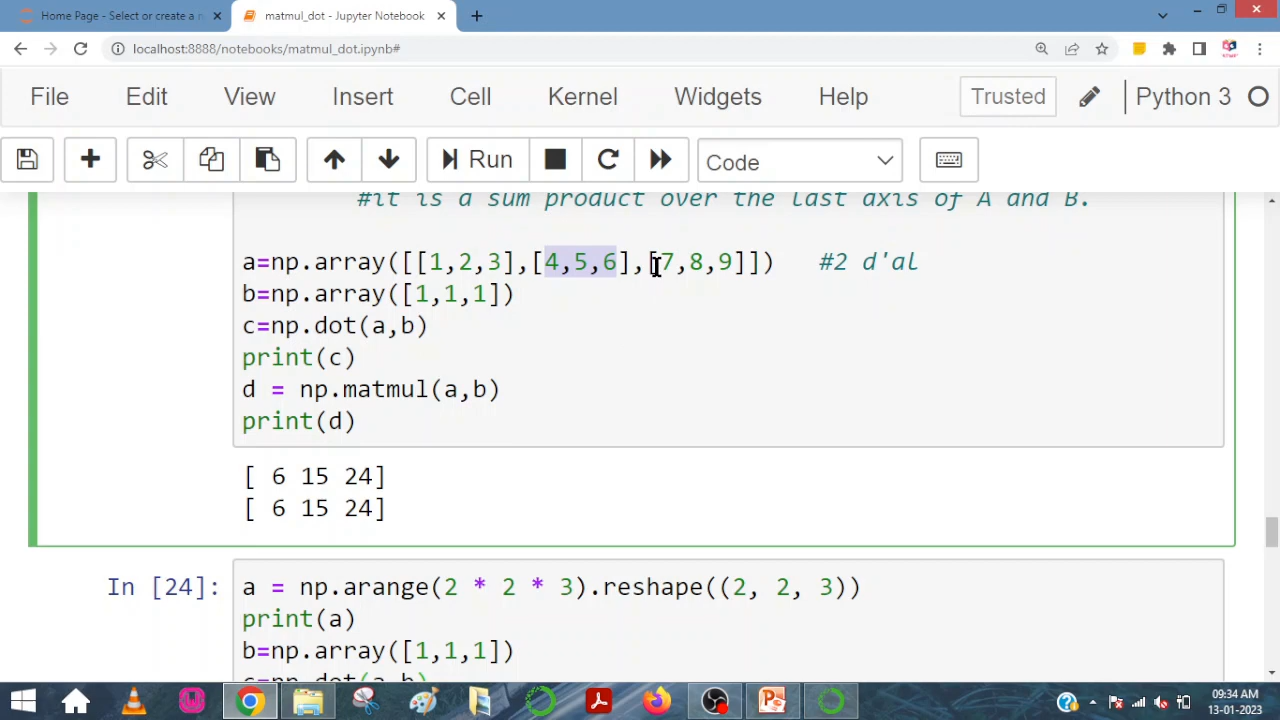 Home Page - Select or create a n
matmul_dot - Jupyter Notebook
localhost:8888/notebooks/matmul_dot.ipynb#
File Edit View Insert Cell Kernel Widgets Help Trusted Python 3
Run Code
#it is a sum product over the last axis of A and B.
a=np.array([[1,2,3],[4,5,6],[7,8,9]]) #2 d'al
b=np.array([1,1,1])
c=np.dot(a,b)
print(c)
d = np.matmul(a,b)
print(d)
[ 6 15 24]
[ 6 15 24]
In [24]: a = np.arange(2 * 2 * 3).reshape((2, 2, 3))
print(a)
b=np.array([1,1,1])
c=np.dot(a,b)
09:34 AM
13-01-2023